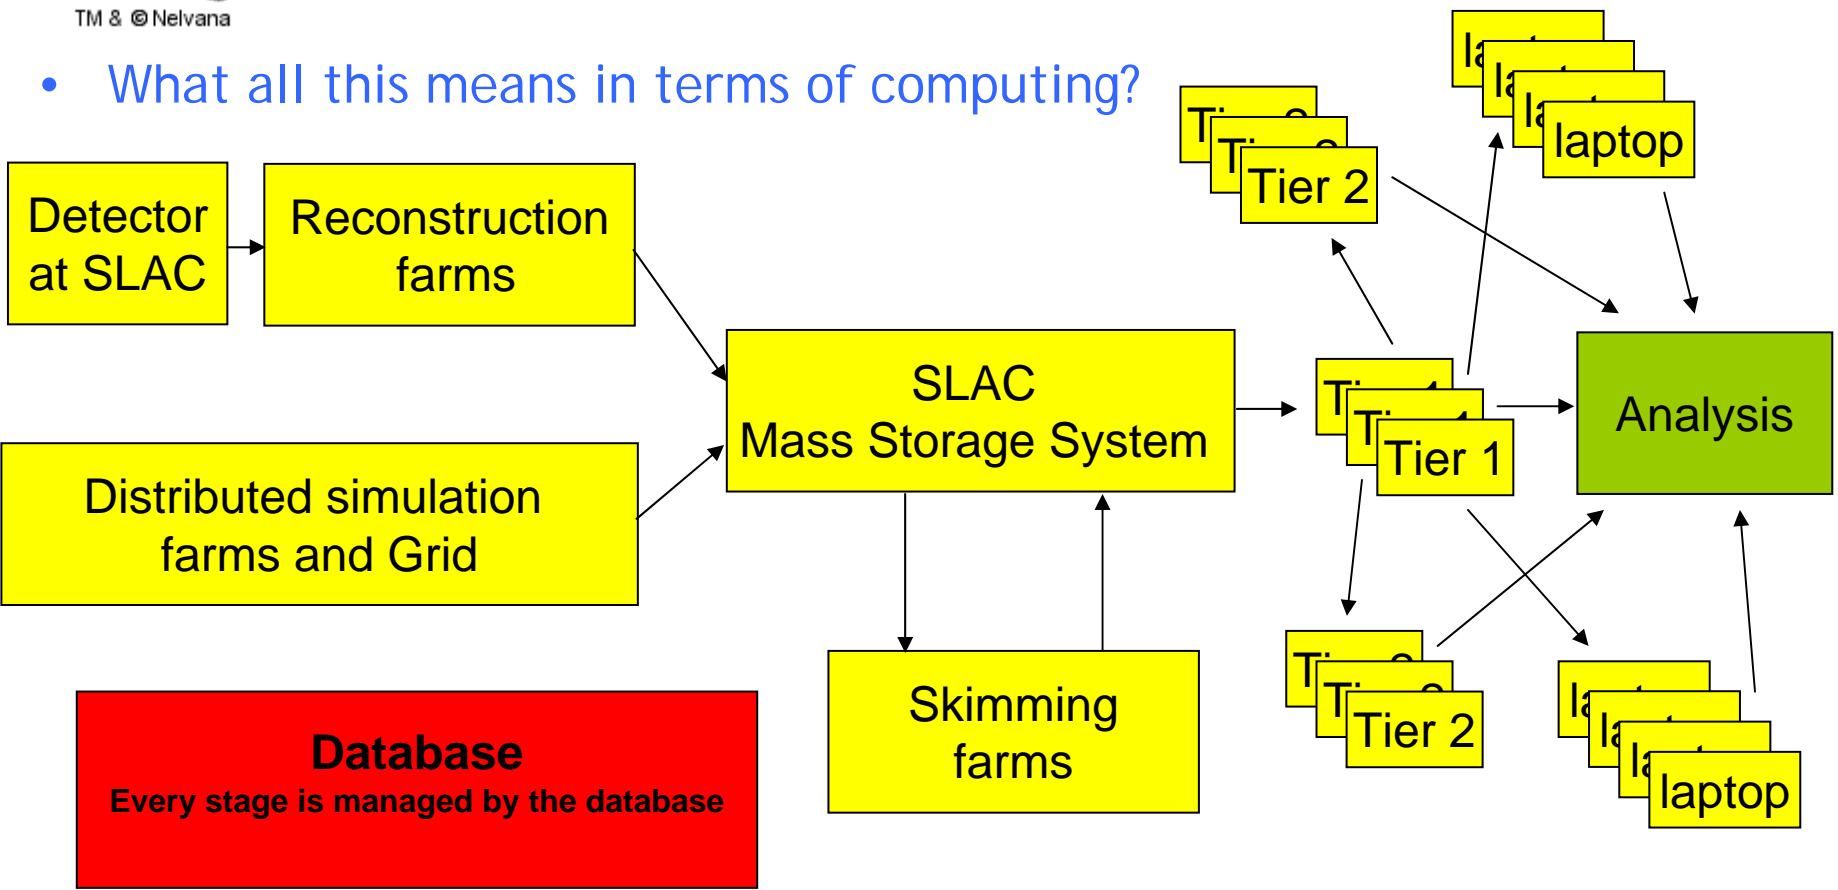 TM & © Nelvana
• What all this means in terms of computing?
Detector
at SLAC
Reconstruction
farms
Distributed simulation
farms and Grid
SLAC
Mass Storage System
Skimming
farms
Database
Every stage is managed by the database
Tier 2
laptop
Tier 1
Analysis
Tier 2
laptop